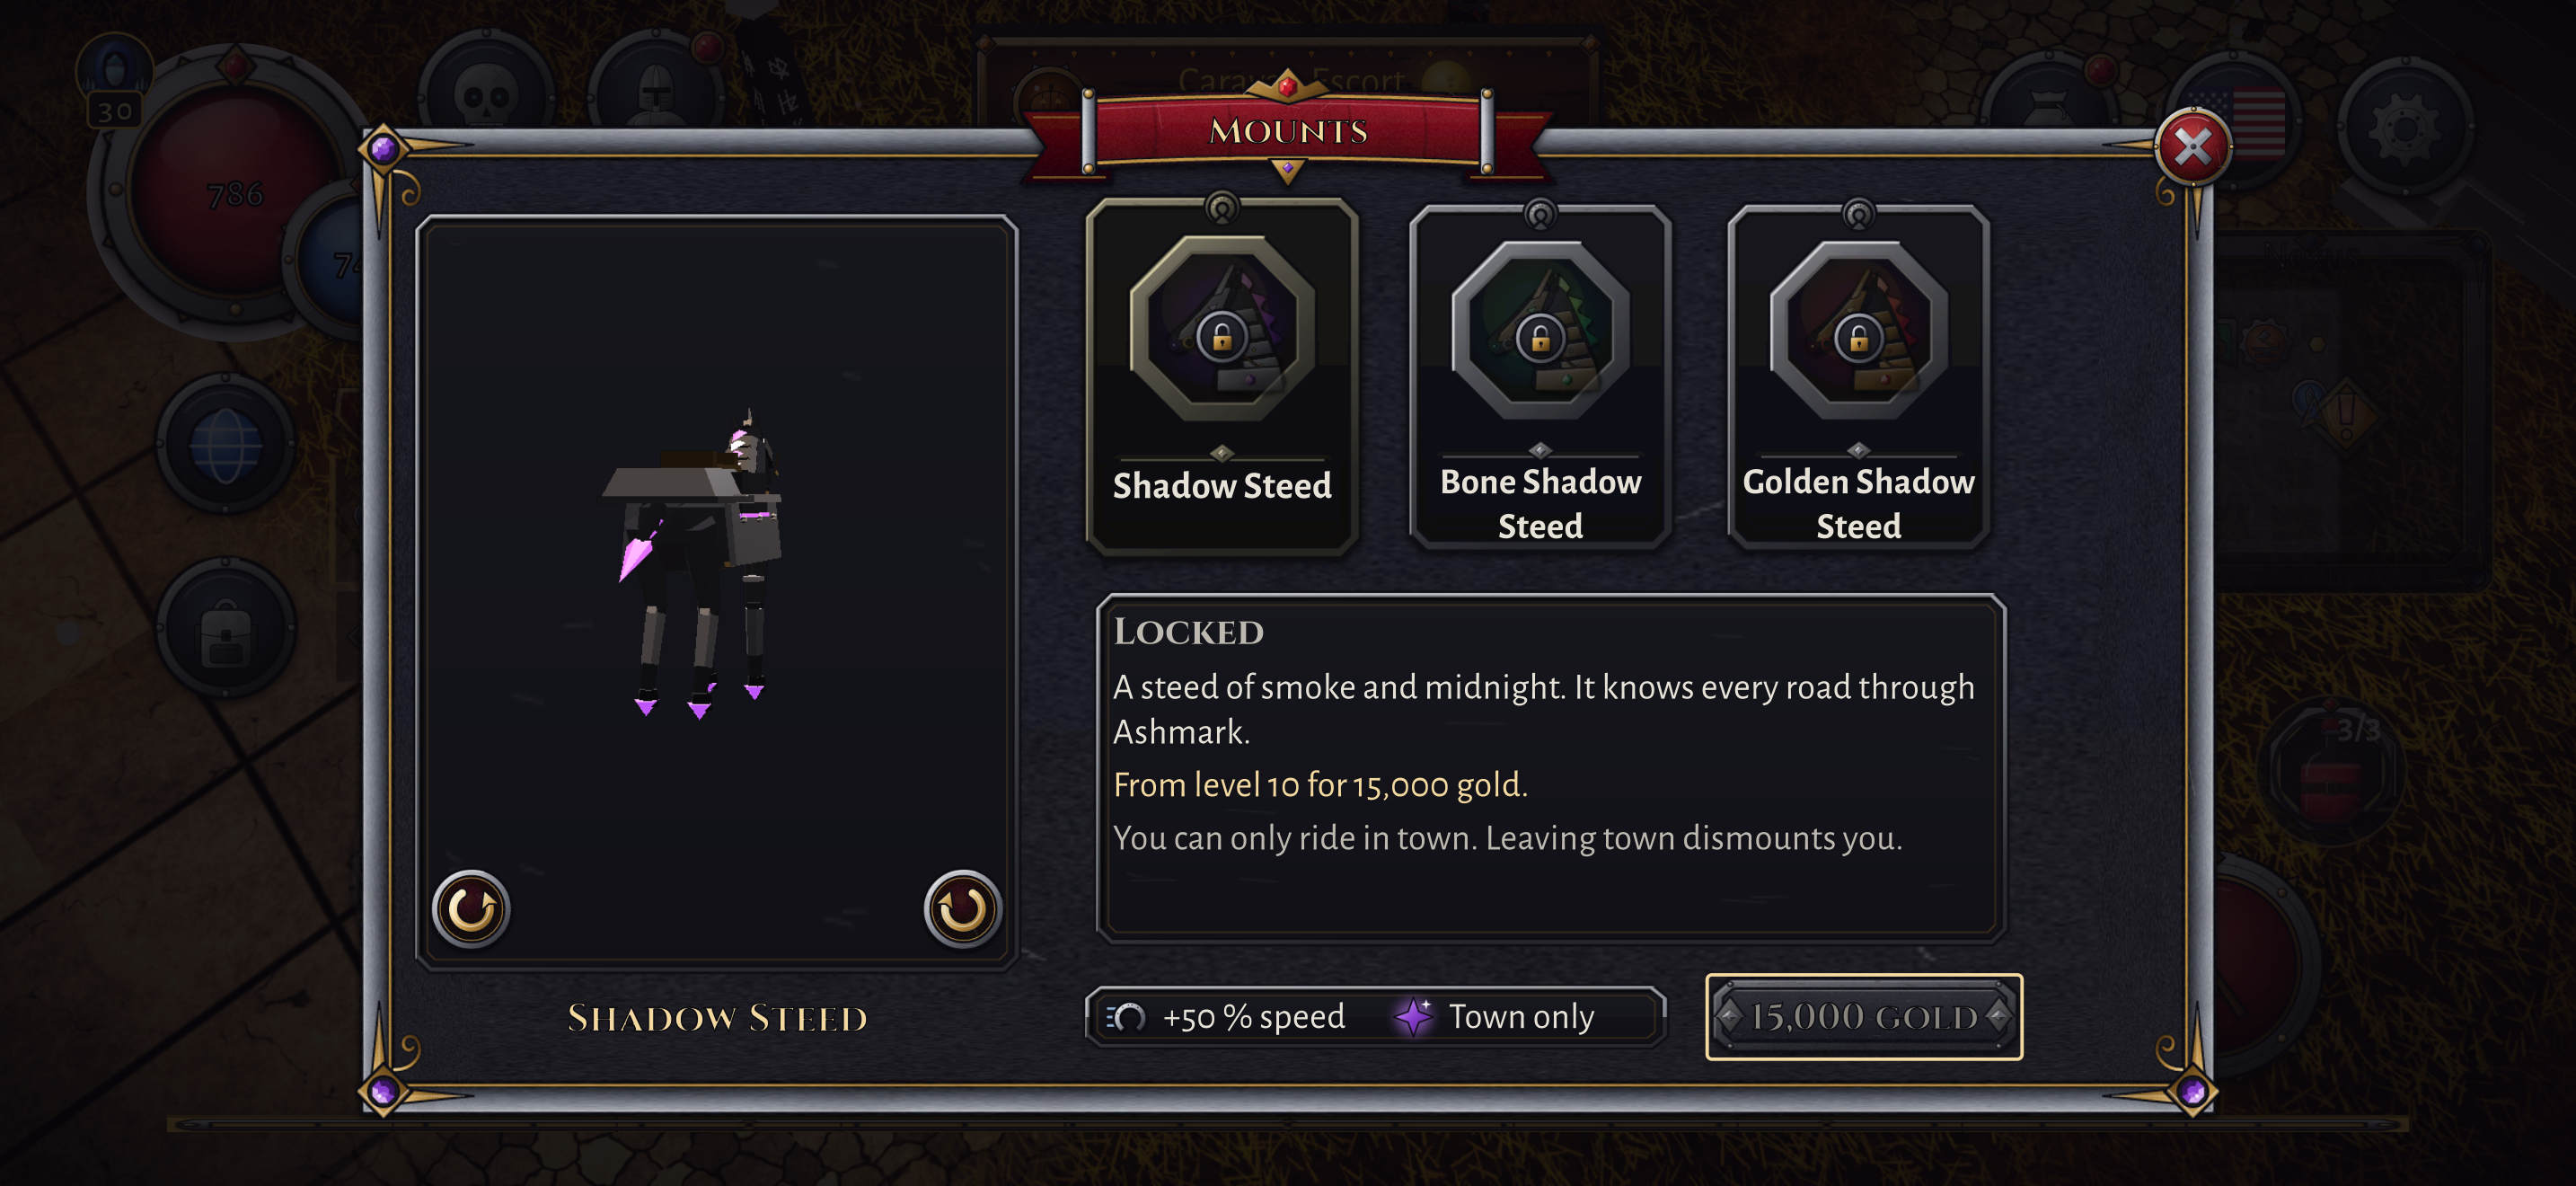 30
Caravan Escort
MOUNTS
786
Shadow Steed
Bone Shadow
Steed
Golden Shadow
Steed
LOCKED
A steed of smoke and midnight. It knows every road through
Ashmark.
From level 10 for 15,000 gold.
You can only ride in town. Leaving town dismounts you.
3/3
SHADOW STEED
+50 % speed
Town only
15,000 GOLD